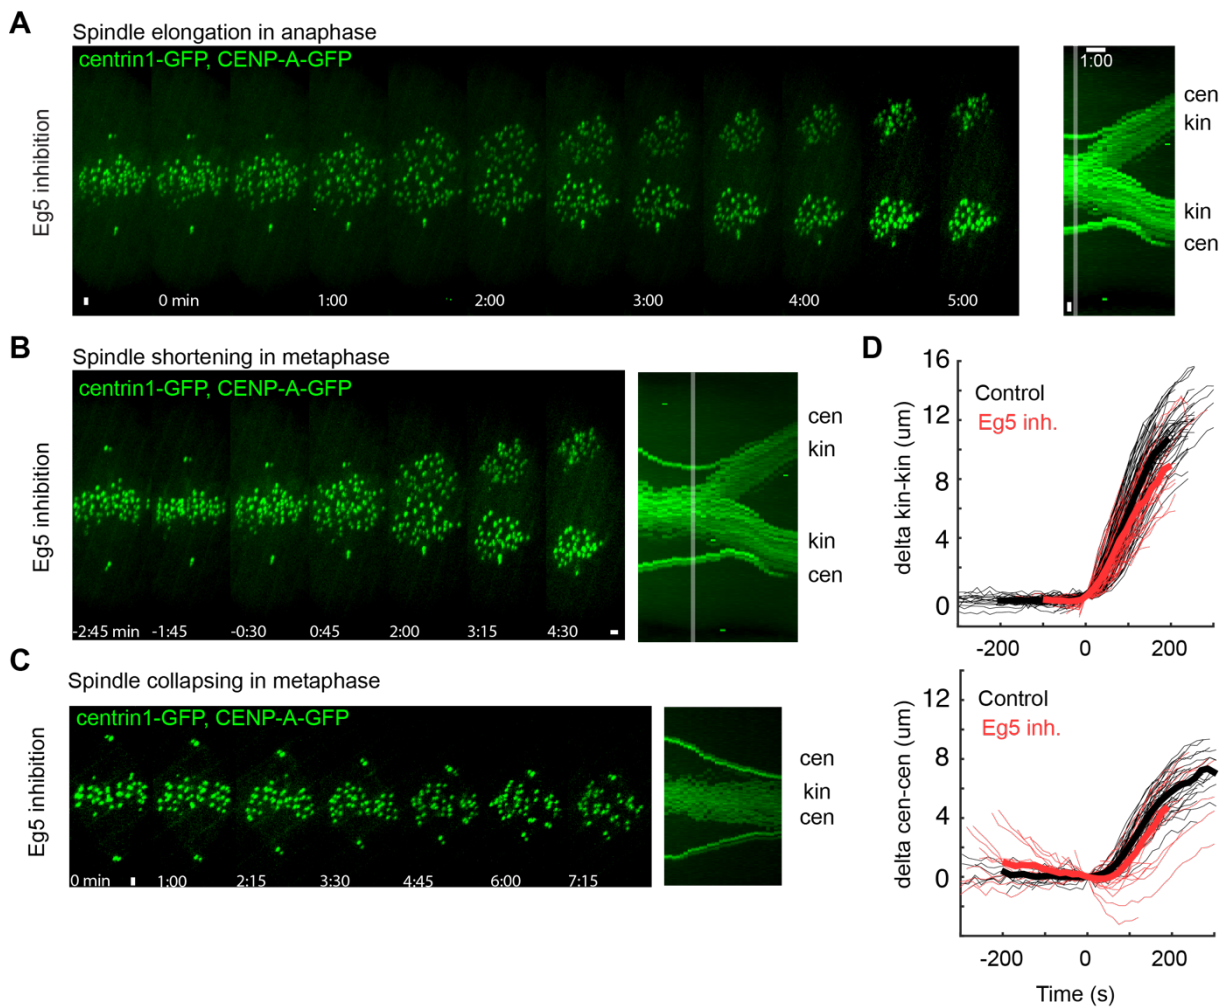 A
Spindle elongation in anaphase
centrin1-GFP, CENP-A-GFP
Eg5 inhibition
0 min 1:00 2:00 3:00 4:00 5:00
1:00
cen
kin
kin
cen
B
Spindle shortening in metaphase
centrin1-GFP, CENP-A-GFP
Eg5 inhibition
-2:45 min -1:45 -0:30 0:45 2:00 3:15 4:30
cen
kin
kin
cen
C
Spindle collapsing in metaphase
centrin1-GFP, CENP-A-GFP
Eg5 inhibition
0 min 1:00 2:15 3:30 4:45 6:00 7:15
cen
kin
cen
D
16
12
8
4
0
delta kin-kin (um)
Control
Eg5 inh.
-200 0 200
12
8
4
0
delta cen-cen (um)
Control
Eg5 inh.
-200 0 200
Time (s)